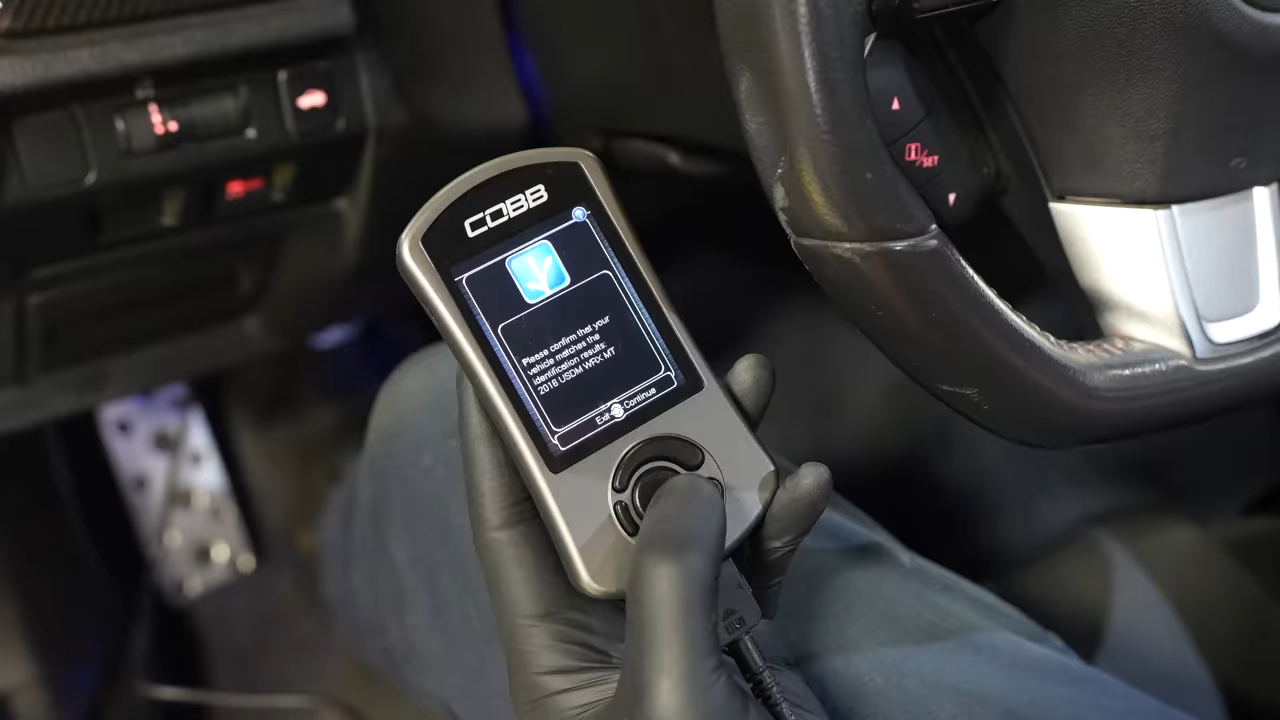 COBB
Please confirm that your
vehicle matches the
identification results:
2018 USDM WRX MT
Exit Continue
i/SET